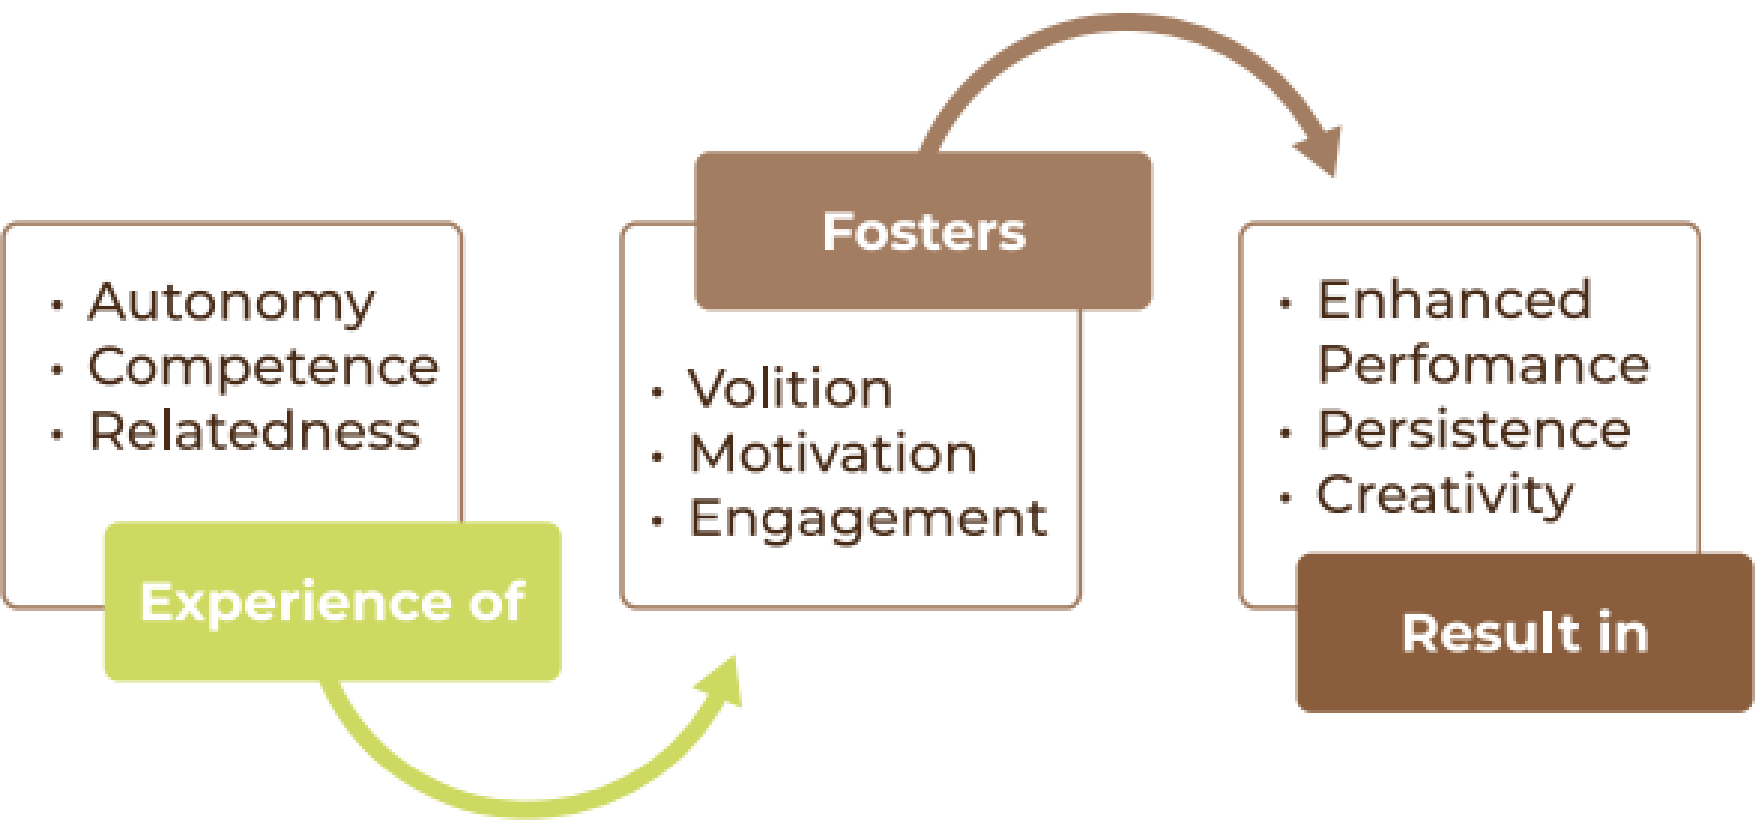 • Autonomy
• Competence
• Relatedness
Experience of
Fosters
• Volition
• Motivation
• Engagement
• Enhanced
Perfomance
• Persistence
• Creativity
Result in